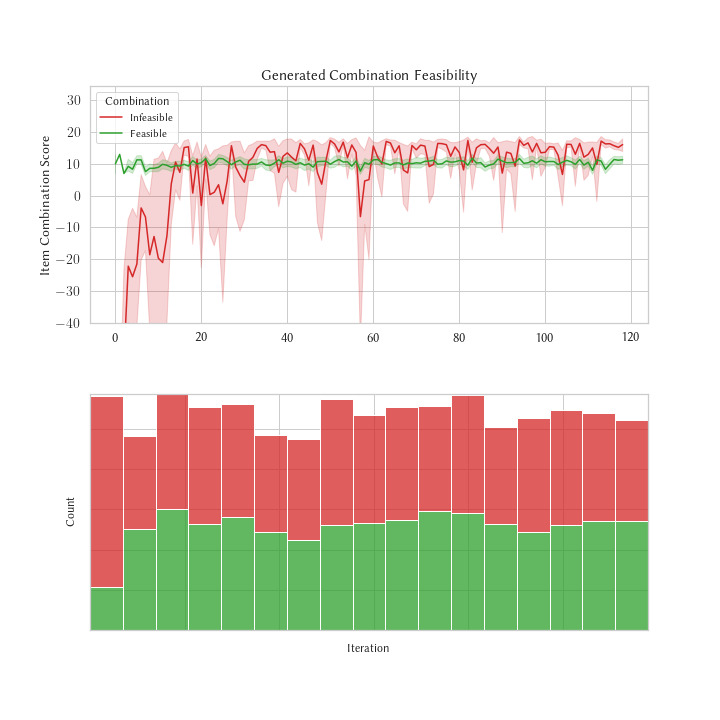 Generated Combination Feasibility
Combination
Infeasible
Feasible
Item Combination Score
30
20
10
0
−10
−20
−30
−40
0
20
40
60
80
100
120
Count
Iteration